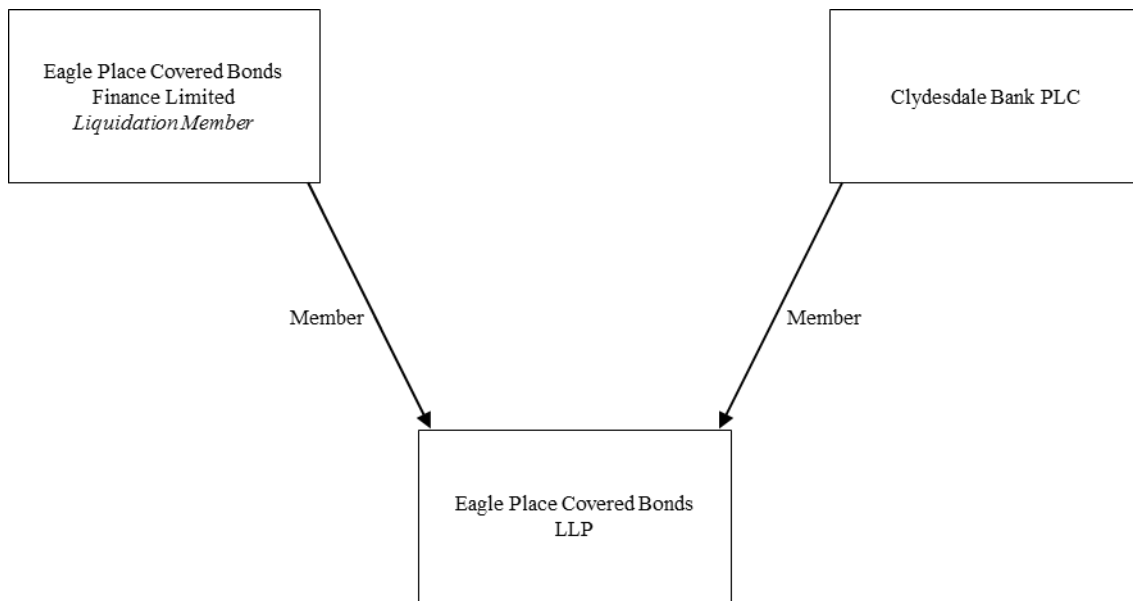 Eagle Place Covered Bonds
Finance Limited
Liquidation Member
Clydesdale Bank PLC
Member
Member
Eagle Place Covered Bonds
LLP